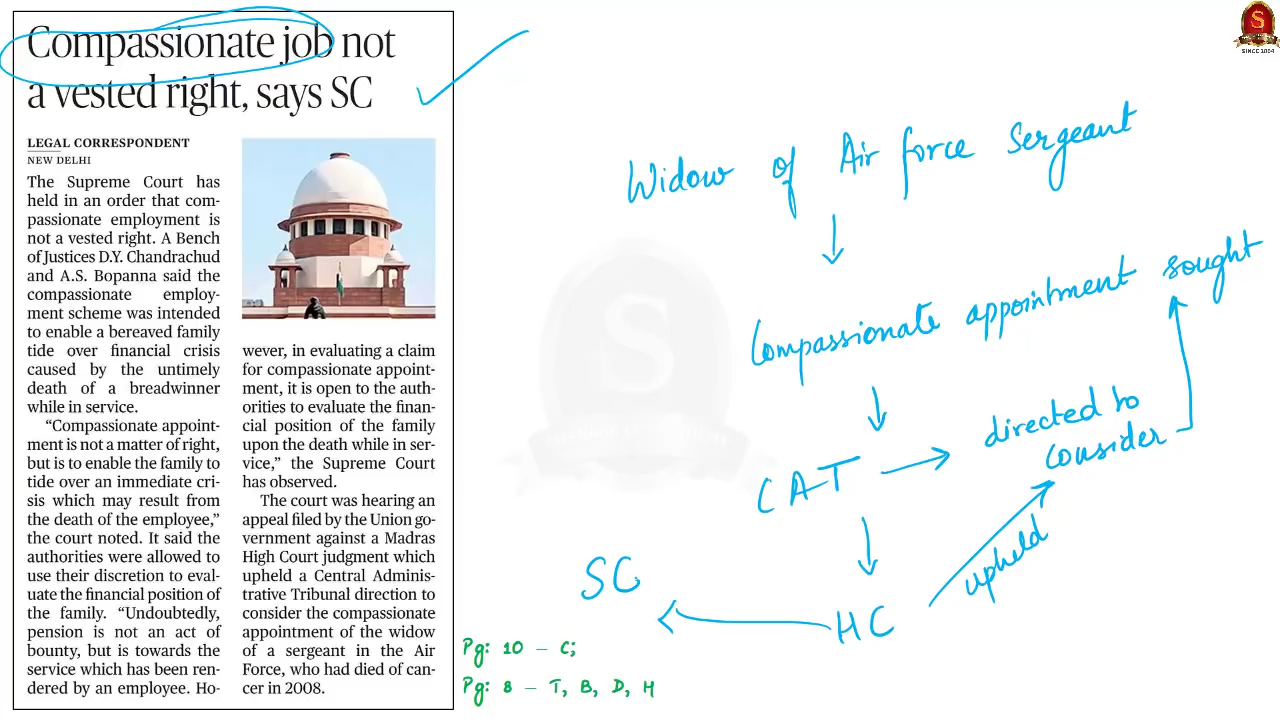 Compassionate job not
a vested right, says SC
LEGAL CORRESPONDENT
NEW DELHI
The Supreme Court has
held in an order that com-
passionate employment is
not a vested right. A Bench
of Justices D.Y. Chandrachud
and A.S. Bopanna said the
compassionate employ-
ment scheme was intended
to enable a bereaved family
tide over financial crisis
caused by the untimely
death of a breadwinner
while in service.
"Compassionate appoint-
ment is not a matter of right,
but is to enable the family to
tide over an immediate cri-
sis which may result from
the death of the employee,"
the court noted. It said the
authorities were allowed to
use their discretion to eval-
uate the financial position of
the family. "Undoubtedly,
pension is not an act of
bounty, but is towards the
service which has been ren-
dered by an employee. Ho-
wever, in evaluating a claim
for compassionate appoint-
ment, it is open to the auth-
orities to evaluate the finan-
cial position of the family
upon the death while in ser-
vice," the Supreme Court
has observed.
The court was hearing an
appeal filed by the Union go-
vernment against a Madras
High Court judgment which
upheld a Central Adminis-
trative Tribunal direction to
consider the compassionate
appointment of the widow
of a sergeant in the Air
Force, who had died of can-
cer in 2008.
Widow of Air force Sergeant
Compassionate appointment sought
CAT
directed to
consider
upheld
HC
SC
Pg: 10 - C;
Pg: 8 - T, B, D, H
S
SINCE 2004
S